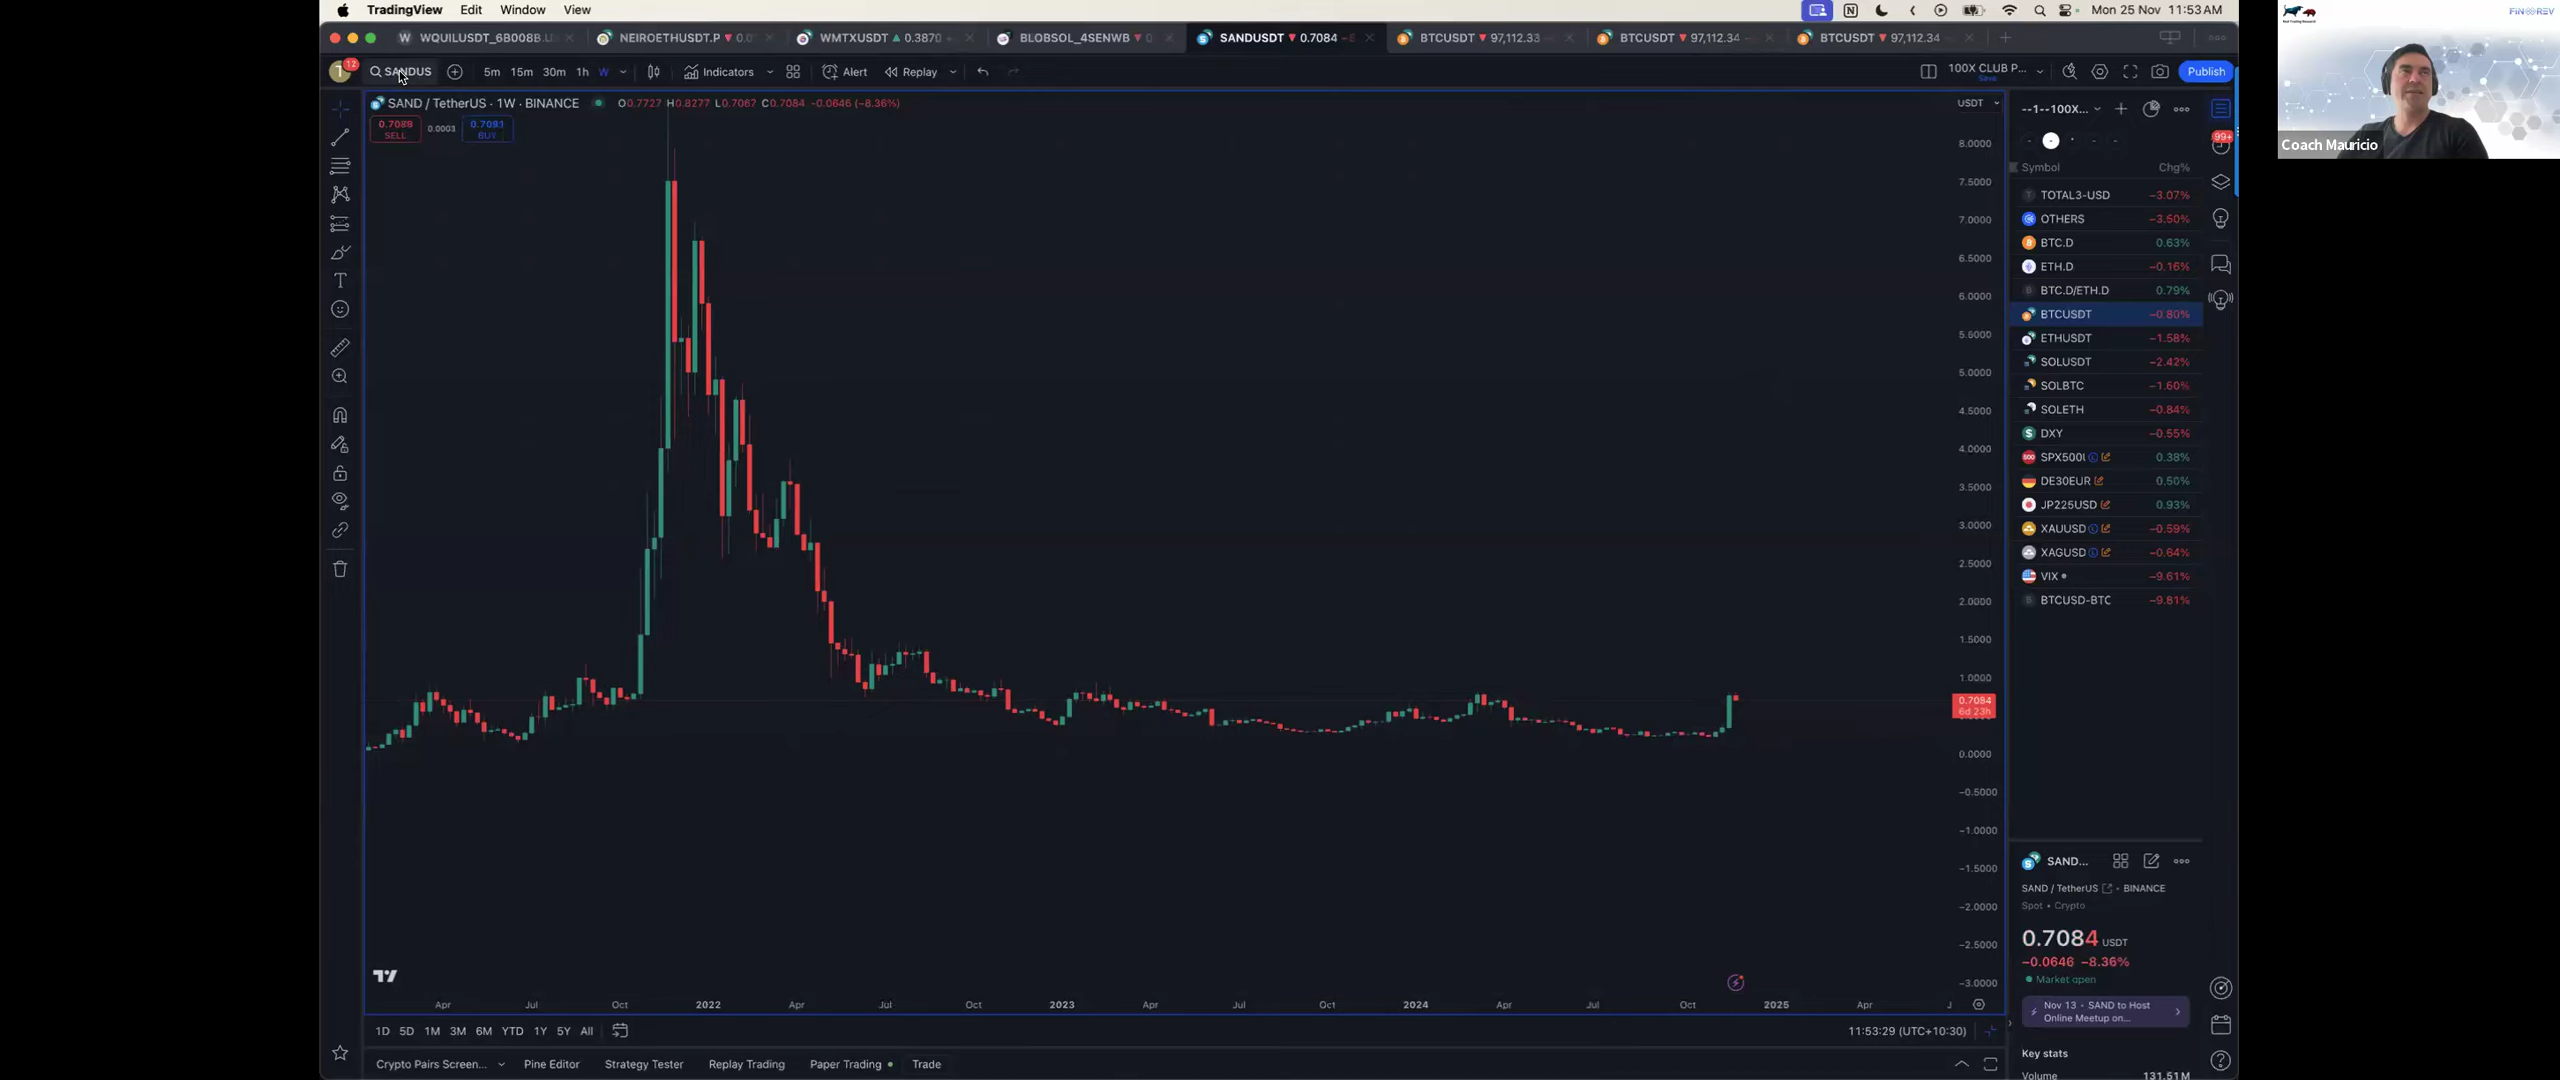 TradingView Edit Window View
Mon 25 Nov 11:53 AM
WQUILUSDT_6B008B.U
NEIROETHUSDT.P ▼ 0.0
WMTXUSDT ▲ 0.3870
BLOBSOL_4SENWB ▼ 0
SANDUSDT ▼ 0.7084
BTCUSDT ▼ 97,112.33
BTCUSDT ▼ 97,112.34
BTCUSDT ▼ 97,112.34
T 12
SANDUS
5m 15m 30m 1h W
Indicators
Alert
Replay
100X CLUB P...
Save
Publish
SAND / TetherUS · 1W · BINANCE
O0.7727 H0.8277 L0.7067 C0.7084 −0.0646 (−8.36%)
USDT
SELL
0.0003
BUY
8.0000
7.5000
7.0000
6.5000
6.0000
5.5000
5.0000
4.5000
4.0000
3.5000
3.0000
2.5000
2.0000
1.5000
1.0000
0.7084
6d 23h
0.0000
−0.5000
−1.0000
−1.5000
−2.0000
−2.5000
−3.0000
Apr Jul Oct 2022 Apr Jul Oct 2023 Apr Jul Oct 2024 Apr Jul Oct 2025 Apr J
1D 5D 1M 3M 6M YTD 1Y 5Y All
11:53:29 (UTC+10:30)
Crypto Pairs Screen... Pine Editor Strategy Tester Replay Trading Paper Trading Trade
--1--100X...
99+
Symbol Chg%
TOTAL3-USD −3.07%
OTHERS −3.50%
BTC.D 0.63%
ETH.D −0.16%
BTC.D/ETH.D 0.79%
BTCUSDT −0.80%
ETHUSDT −1.58%
SOLUSDT −2.42%
SOLBTC −1.60%
SOLETH −0.84%
DXY −0.55%
SPX500 0.38%
DE30EUR 0.50%
JP225USD 0.93%
XAUUSD −0.59%
XAGUSD −0.64%
VIX −9.61%
BTCUSD-BTC −9.81%
SAND...
SAND / TetherUS · BINANCE
Spot • Crypto
0.7084 USDT
−0.0646 −8.36%
Market open
Nov 13 • SAND to Host
Online Meetup on...
Key stats
Volume 131.51M
FINOREV
Coach Mauricio